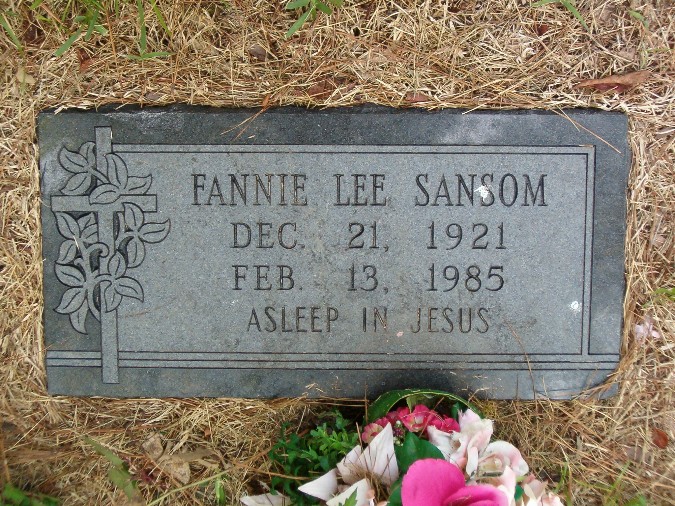 FANNIE LEE SANSOM
DEC. 21, 1921
FEB. 13, 1985
ASLEEP IN JESUS